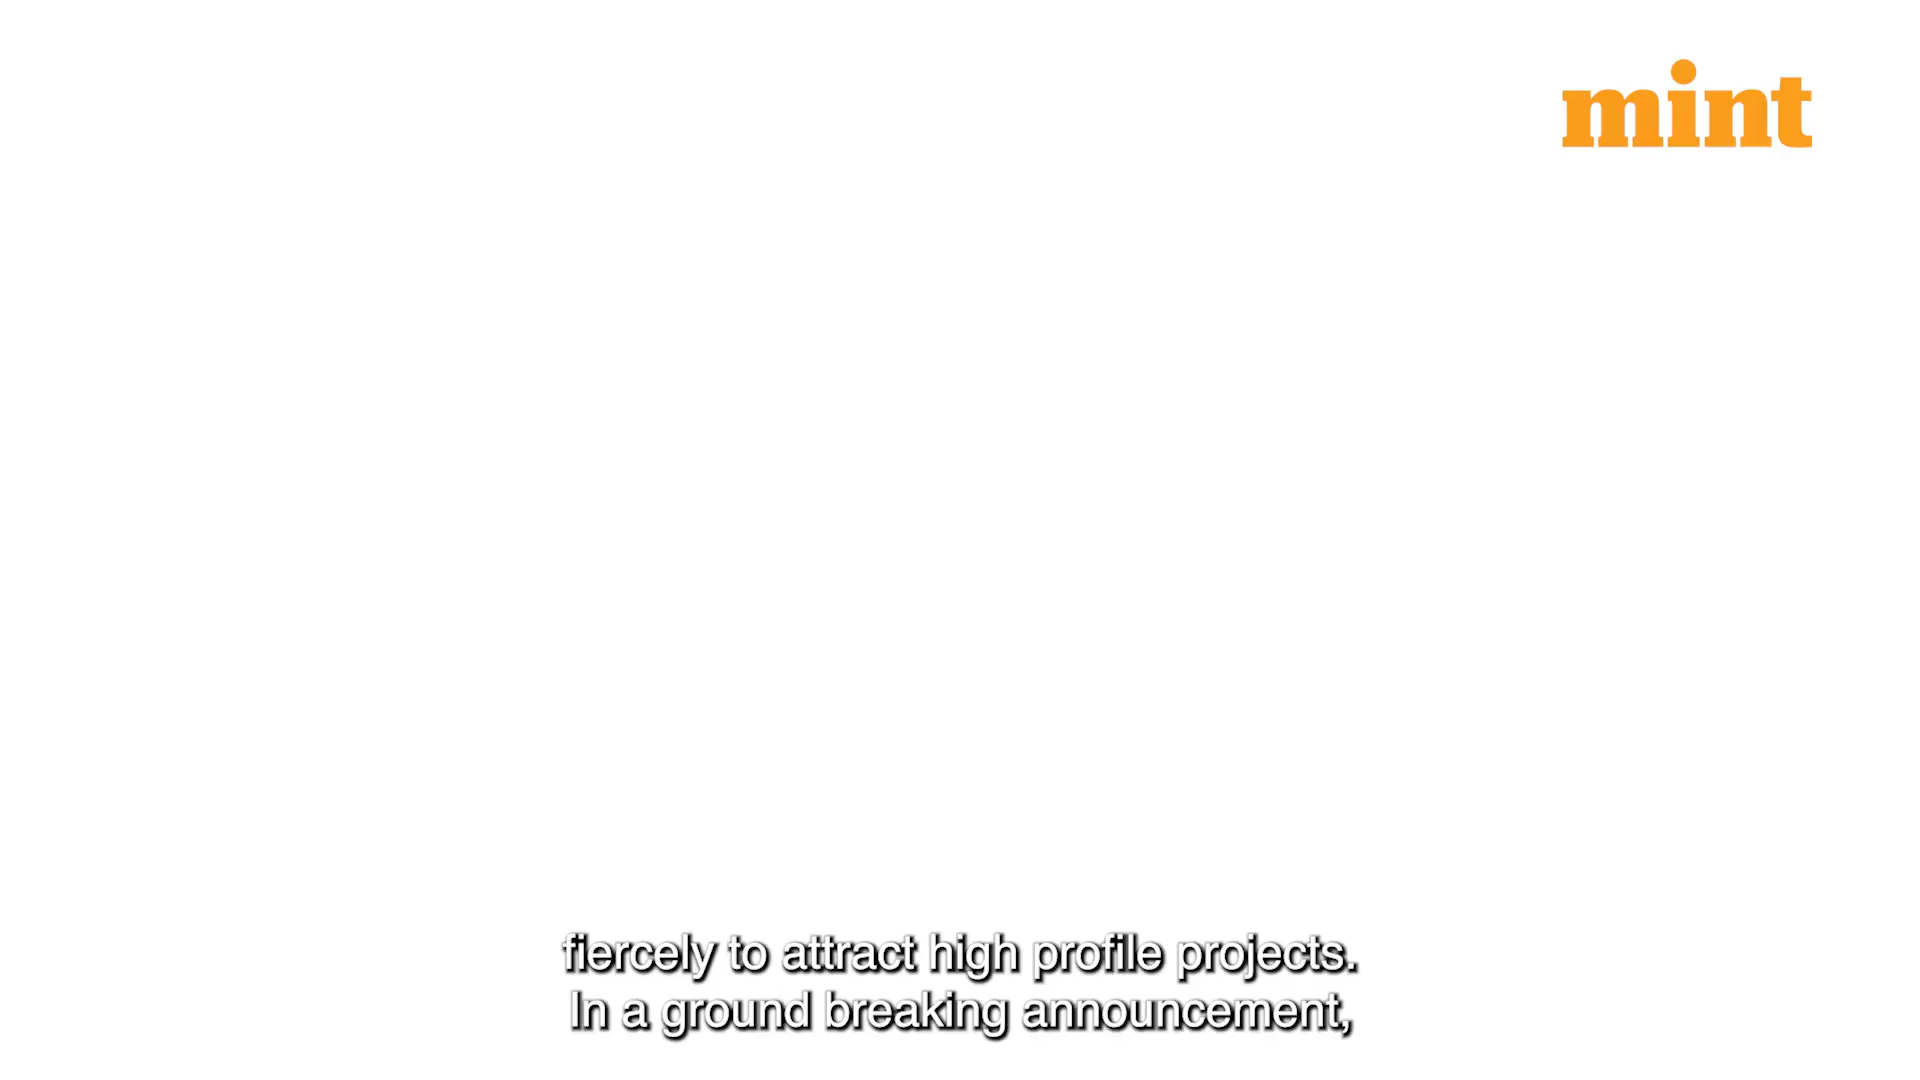 mint
fiercely to attract high profile projects.
In a ground breaking announcement,